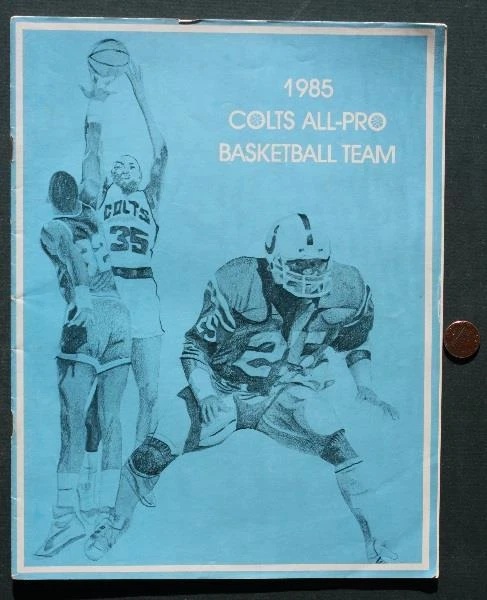 1985
COLTS ALL-PRO
BASKETBALL TEAM
COLTS
35